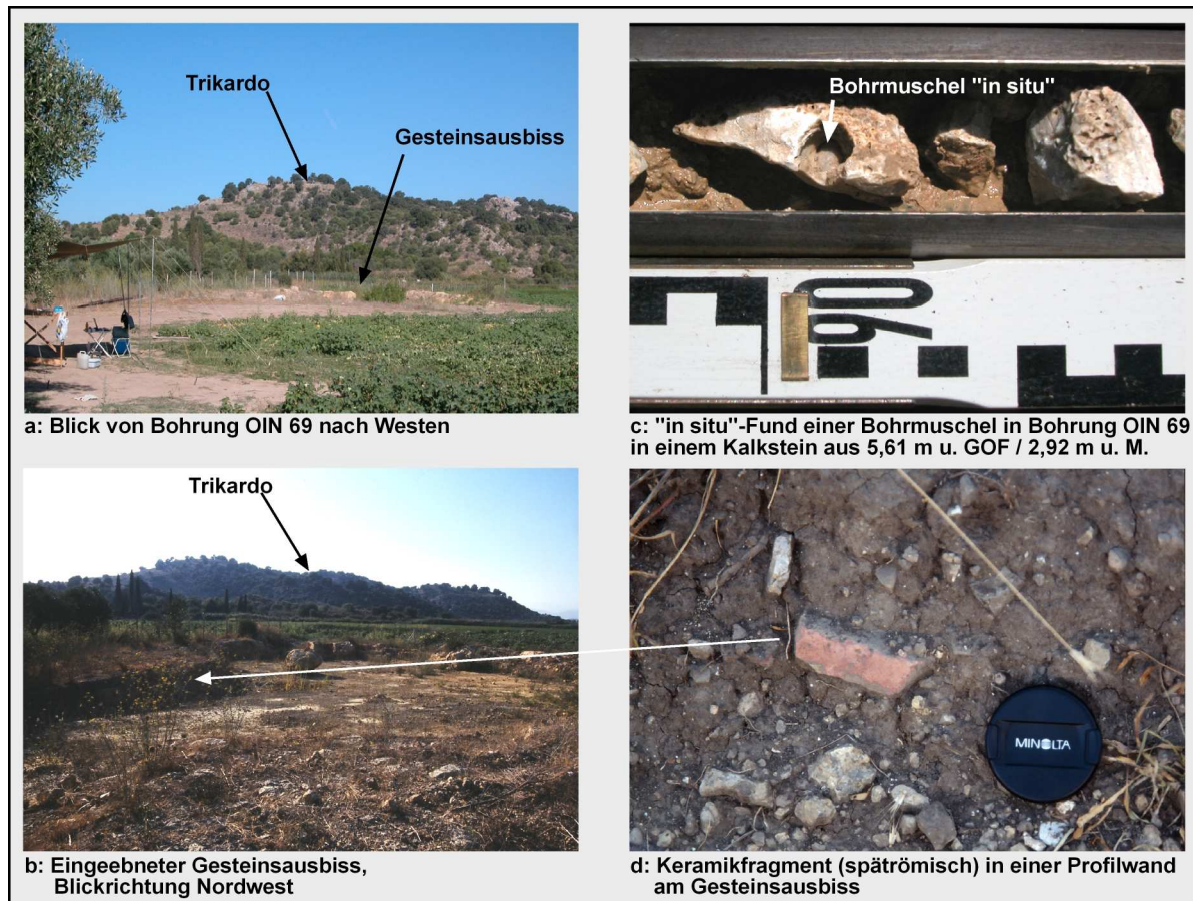 Trikardo
Gesteinsausbiss
a: Blick von Bohrung OIN 69 nach Westen
Bohrmuschel "in situ"
90
c: "in situ"-Fund einer Bohrmuschel in Bohrung OIN 69
in einem Kalkstein aus 5,61 m u. GOF / 2,92 m u. M.
Trikardo
b: Eingeebneter Gesteinsausbiss,
Blickrichtung Nordwest
MINOLTA
d: Keramikfragment (spätrömisch) in einer Profilwand
am Gesteinsausbiss